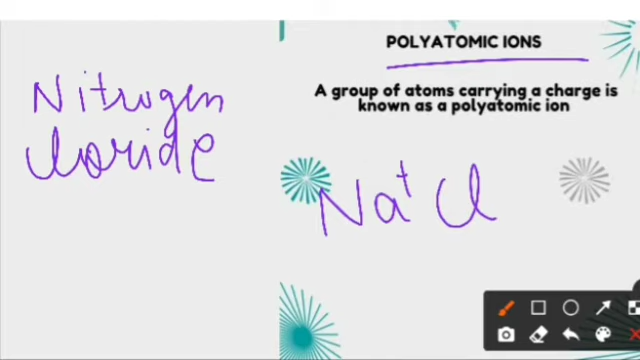 Nitrogen
Cloride
POLYATOMIC IONS
A group of atoms carrying a charge is
known as a polyatomic ion
Na⁺Cl